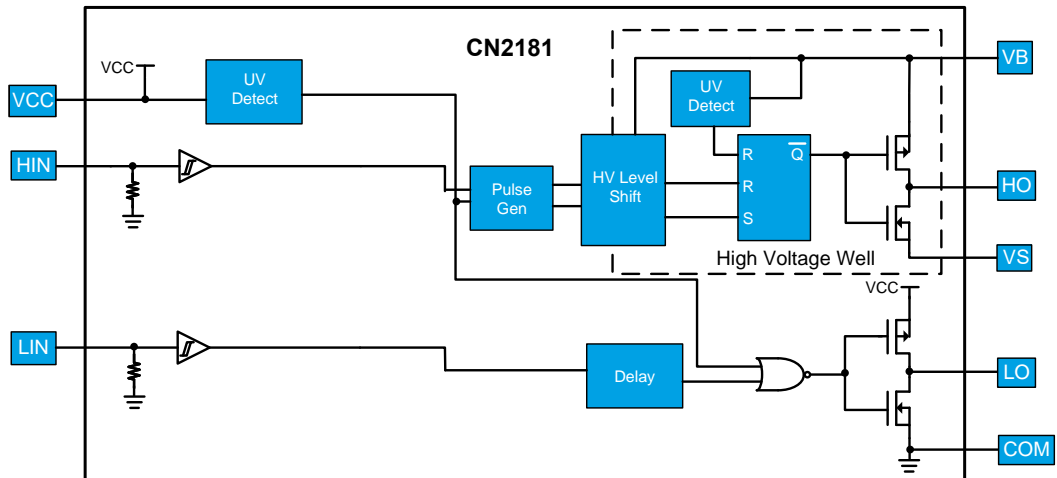 CN2181
VCC
VCC
UV
Detect
VB
UV
Detect
HIN
R
Q
HV Level
Shift
Pulse
Gen
R
S
HO
High Voltage Well
VS
VCC
LIN
Delay
LO
COM